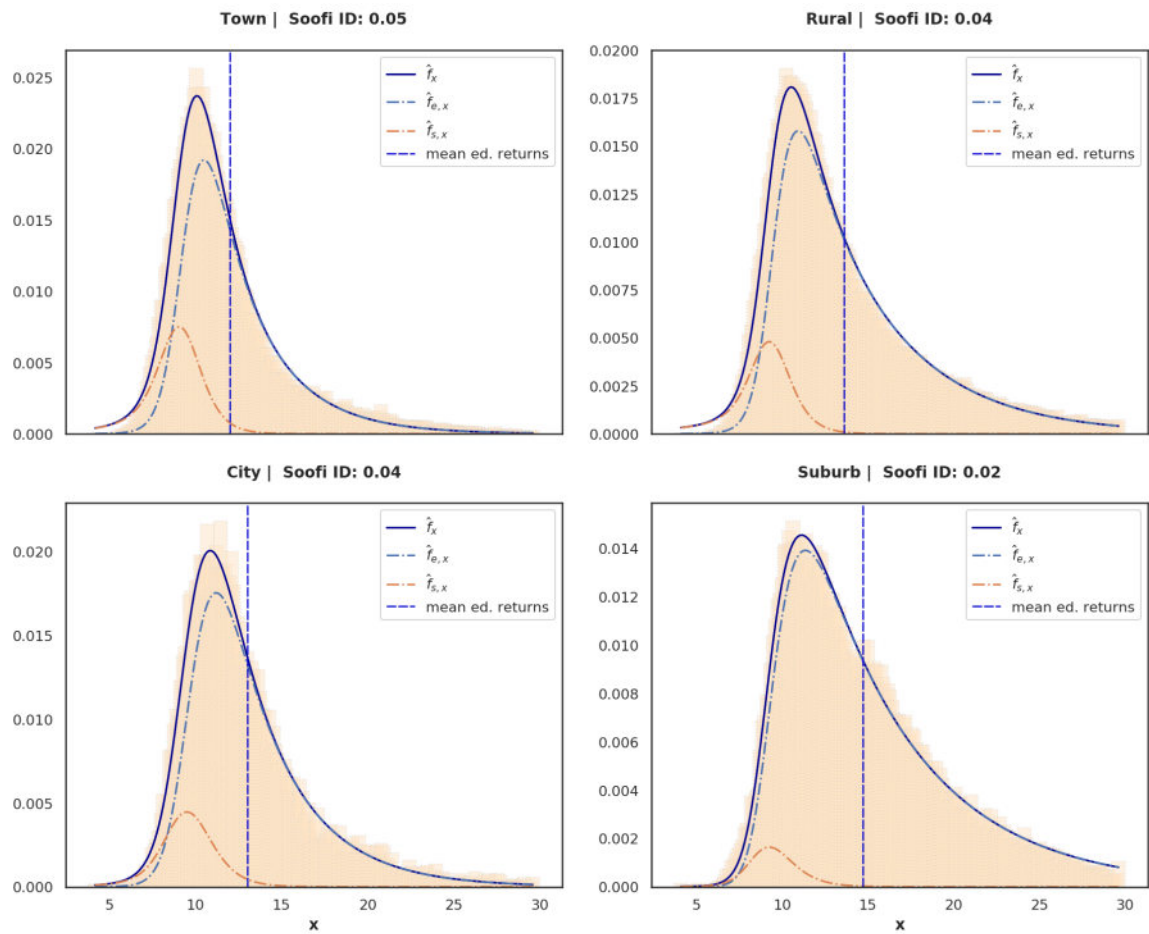 Town | Soofi ID: 0.05
0.025
0.020
0.015
0.010
0.005
0.000
f̂ₓ
f̂ₑ,ₓ
f̂ₛ,ₓ
mean ed. returns
Rural | Soofi ID: 0.04
0.0200
0.0175
0.0150
0.0125
0.0100
0.0075
0.0050
0.0025
0.0000
f̂ₓ
f̂ₑ,ₓ
f̂ₛ,ₓ
mean ed. returns
City | Soofi ID: 0.04
0.020
0.015
0.010
0.005
0.000
f̂ₓ
f̂ₑ,ₓ
f̂ₛ,ₓ
mean ed. returns
5 10 15 20 25 30
x
Suburb | Soofi ID: 0.02
0.014
0.012
0.010
0.008
0.006
0.004
0.002
0.000
f̂ₓ
f̂ₑ,ₓ
f̂ₛ,ₓ
mean ed. returns
5 10 15 20 25 30
x